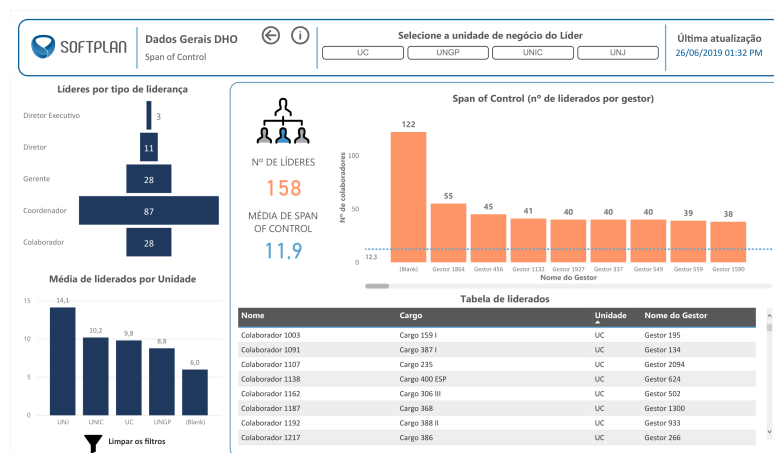 SOFTPLAN
Dados Gerais DHO
Span of Control
Selecione a unidade de negócio do Líder
UC
UNGP
UNIC
UNJ
Última atualização
26/06/2019 01:32 PM
Líderes por tipo de liderança
Diretor Executivo
3
Diretor
11
Gerente
28
Coordenador
87
Colaborador
28
Média de liderados por Unidade
15
10
5
0
14,1
10,2
9,8
8,8
6,0
UNJ
UNIC
UC
UNGP
(Blank)
Limpar os filtros
Nº DE LÍDERES
158
MÉDIA DE SPAN
OF CONTROL
11,9
Span of Control (nº de liderados por gestor)
Nº de colaboradores
100
50
0
12.3
122
55
45
41
40
40
40
39
38
(Blank)
Gestor 1864
Gestor 456
Gestor 1132
Gestor 1927
Gestor 337
Gestor 549
Gestor 559
Gestor 1590
Nome do Gestor
Tabela de liderados
Nome Cargo Unidade Nome do Gestor
Colaborador 1003 Cargo 159 I UC Gestor 195
Colaborador 1091 Cargo 387 I UC Gestor 134
Colaborador 1107 Cargo 235 UC Gestor 2094
Colaborador 1138 Cargo 400 ESP UC Gestor 624
Colaborador 1162 Cargo 306 III UC Gestor 502
Colaborador 1187 Cargo 368 UC Gestor 1300
Colaborador 1192 Cargo 388 II UC Gestor 933
Colaborador 1217 Cargo 386 UC Gestor 266